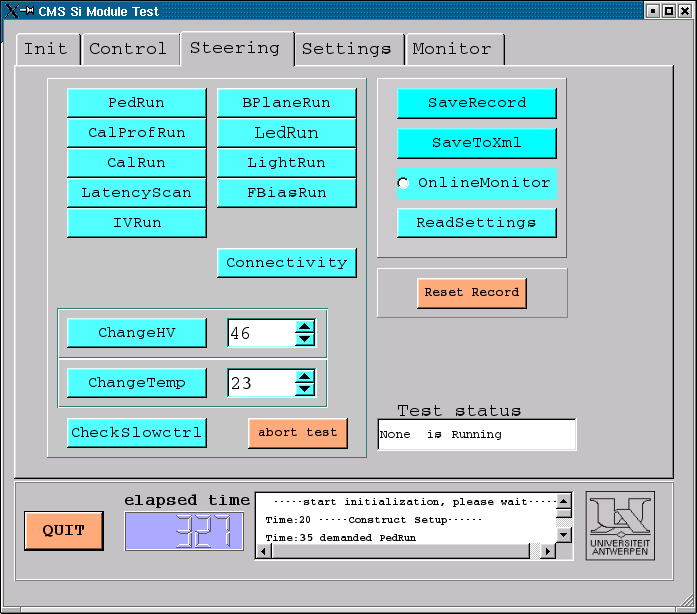 CMS Si Module Test
Init Control Steering Settings Monitor
PedRun BPlaneRun
CalProfRun LedRun
CalRun LightRun
LatencyScan FBiasRun
IVRun
Connectivity
ChangeHV 46
ChangeTemp 23
CheckSlowctrl abort test
SaveRecord
SaveToXml
OnlineMonitor
ReadSettings
Reset Record
Test status
None is Running
QUIT
elapsed time
327
-----start initialization, please wait-----
Time:20 -----Construct Setup------
Time:35 demanded PedRun
UNIVERSITEIT
ANTWERPEN